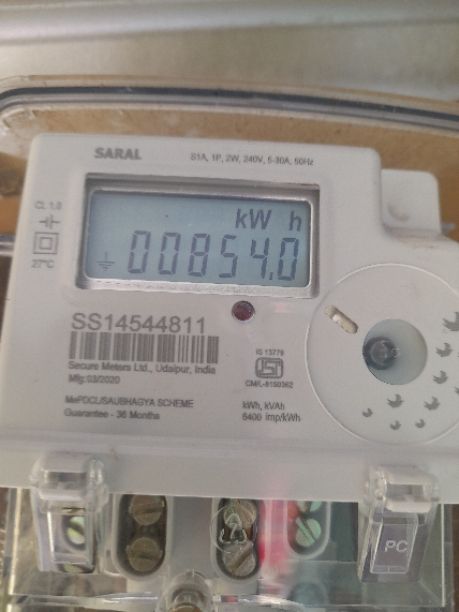 SARAL
S1A, 1P, 2W, 240V, 5-30A, 50Hz
Cl. 1.0
27°C
kW h
00854.0
SS14544811
Secure Meters Ltd., Udaipur, India
Mfg:03/2020
IS 13779
CM/L-8150362
MePDCL/SAUBHAGYA SCHEME
Guarantee - 36 Months
kWh, kVAh
6400 imp/kWh
PC